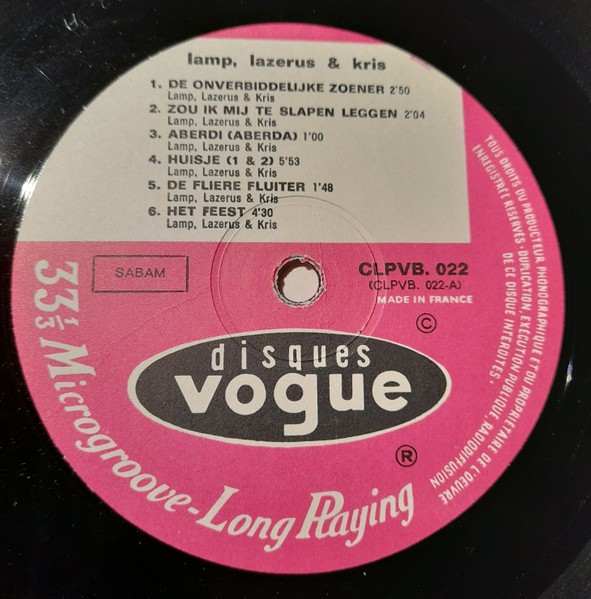 lamp, lazerus & kris
1. DE ONVERBIDDELIJKE ZOENER 2'50
Lamp, Lazerus & Kris
2. ZOU IK MIJ TE SLAPEN LEGGEN 2'04
Lamp, Lazerus & Kris
3. ABERDI (ABERDA) 1'00
Lamp, Lazerus & Kris
4. HUISJE (1 & 2) 5'53
Lamp, Lazerus & Kris
5. DE FLIERE FLUITER 1'48
Lamp, Lazerus & Kris
6. HET FEEST 4'30
Lamp, Lazerus & Kris
SABAM
CLPVB. 022
(CLPVB. 022-A)
MADE IN FRANCE
©
disques
vogue
®
33 1/3 Microgroove-Long Playing
TOUS DROITS DU PRODUCTEUR PHONOGRAPHIQUE ET DU PROPRIÉTAIRE DE L'OEUVRE
ENREGISTRÉE RÉSERVÉS · DUPLICATION, EXÉCUTION PUBLIQUE, RADIODIFFUSION
DE CE DISQUE INTERDITES.